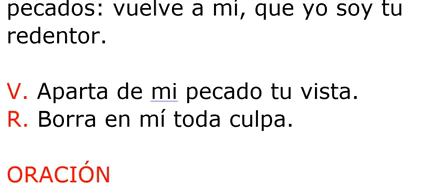 pecados: vuelve a mí, que yo soy tu
redentor.
V. Aparta de mi pecado tu vista.
R. Borra en mí toda culpa.
ORACIÓN